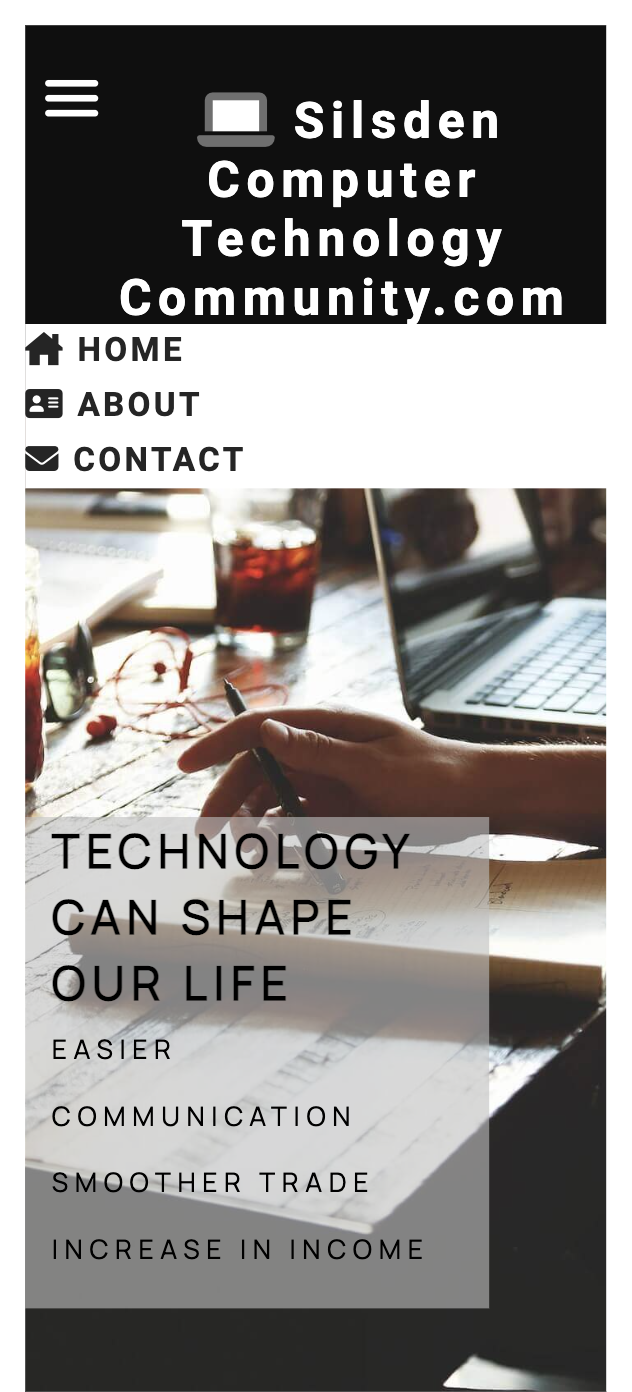 Silsden
Computer
Technology
Community.com
HOME
ABOUT
CONTACT
TECHNOLOGY
CAN SHAPE
OUR LIFE
EASIER
COMMUNICATION
SMOOTHER TRADE
INCREASE IN INCOME